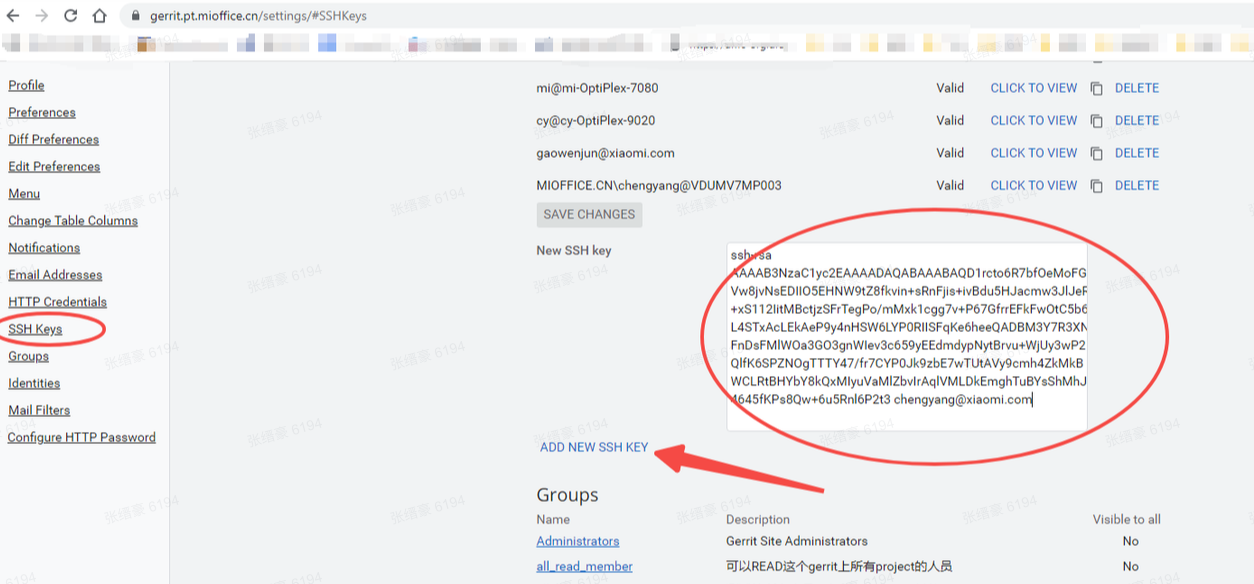 gerrit.pt.mioffice.cn/settings/#SSHKeys
Profile
Preferences
Diff Preferences
Edit Preferences
Menu
Change Table Columns
Notifications
Email Addresses
HTTP Credentials
SSH Keys
Groups
Identities
Mail Filters
Configure HTTP Password
mi@mi-OptiPlex-7080 Valid CLICK TO VIEW DELETE
cy@cy-OptiPlex-9020 Valid CLICK TO VIEW DELETE
gaowenjun@xiaomi.com Valid CLICK TO VIEW DELETE
MIOFFICE.CN\chengyang@VDUMV7MP003 Valid CLICK TO VIEW DELETE
SAVE CHANGES
New SSH key
ssh-rsa
AAAAB3NzaC1yc2EAAAADAQABAAABAQD1rcto6R7bfOeMoFG
Vw8jvNsEDIIO5EHNW9tZ8fkvin+sRnFjis+ivBdu5HJacmw3JlJeR
+xS112IitMBctjzSFrTegPo/mMxk1cgg7v+P67GfrrEFkFwOtC5b6
L4STxAcLEkAeP9y4nHSW6LYP0RIISFqKe6heeQADBM3Y7R3XN
FnDsFMlWOa3GO3gnWIev3c659yEEdmdypNytBrvu+WjUy3wP2
QlfK6SPZNOgTTTY47/fr7CYP0Jk9zbE7wTUtAVy9cmh4ZkMkB
WCLRtBHYbY8kQxMIyuVaMlZbvIrAqlVMLDkEmghTuBYsShMhJ
4645fKPs8Qw+6u5Rnl6P2t3 chengyang@xiaomi.com
ADD NEW SSH KEY
Groups
Name Description Visible to all
Administrators Gerrit Site Administrators No
all_read_member 可以READ这个gerrit上所有project的人员 No
张缙豪 6194